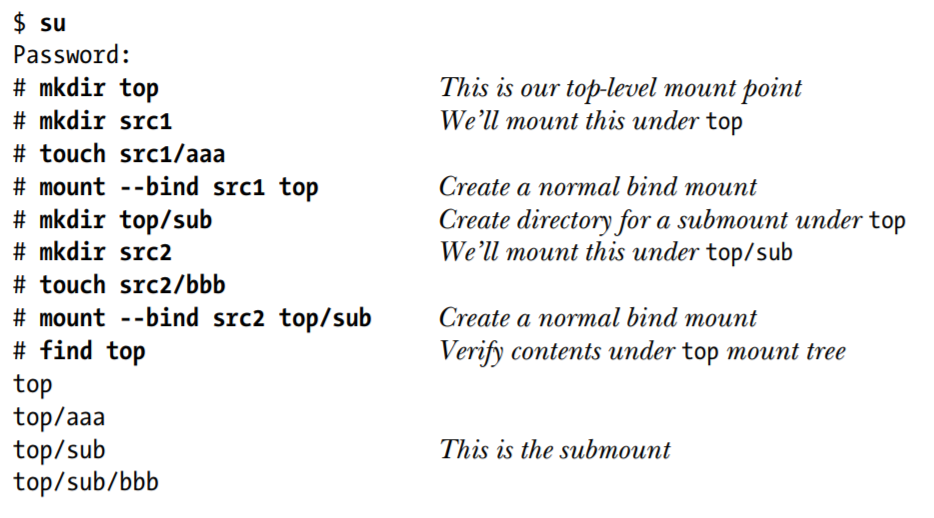 $ su
Password:
# mkdir top This is our top-level mount point
# mkdir src1 We’ll mount this under top
# touch src1/aaa
# mount --bind src1 top Create a normal bind mount
# mkdir top/sub Create directory for a submount under top
# mkdir src2 We’ll mount this under top/sub
# touch src2/bbb
# mount --bind src2 top/sub Create a normal bind mount
# find top Verify contents under top mount tree
top
top/aaa
top/sub This is the submount
top/sub/bbb